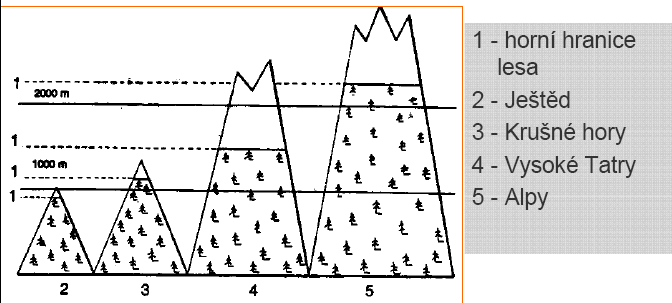 1
2000 m
1
1000 m
1
1
2 3 4 5
1 - horní hranice
lesa
2 - Ještěd
3 - Krušné hory
4 - Vysoké Tatry
5 - Alpy